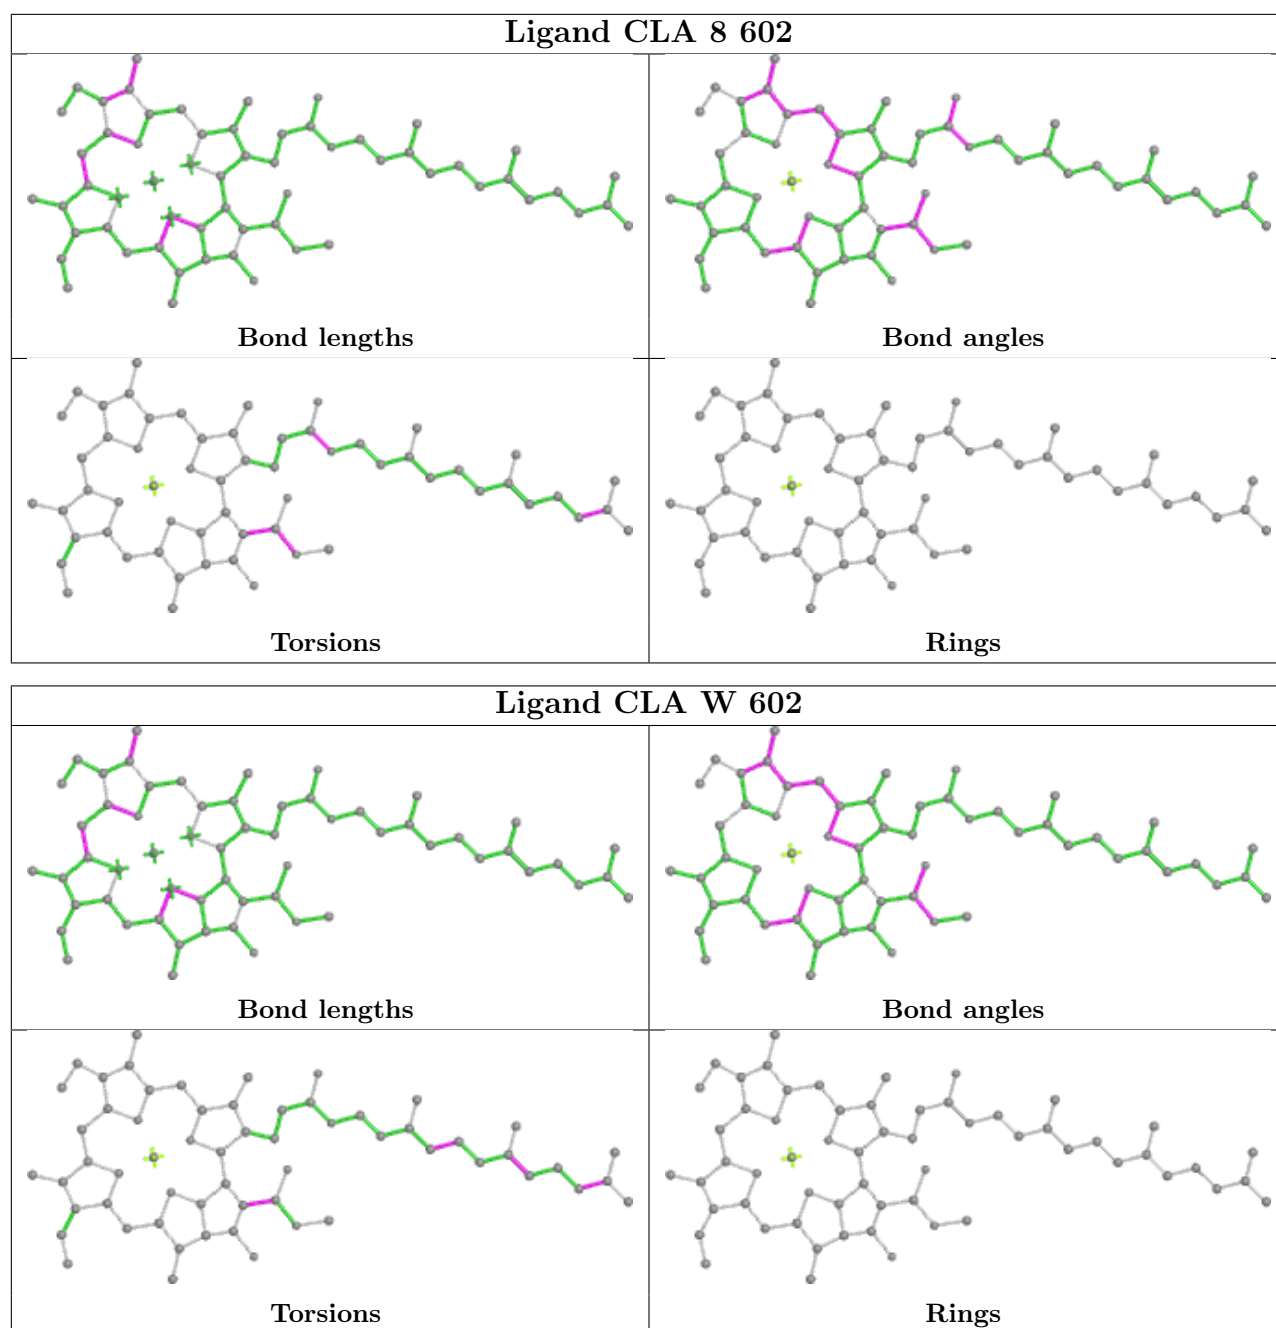 Ligand CLA 8 602
Bond lengths
Bond angles
Torsions
Rings
Ligand CLA W 602
Bond lengths
Bond angles
Torsions
Rings